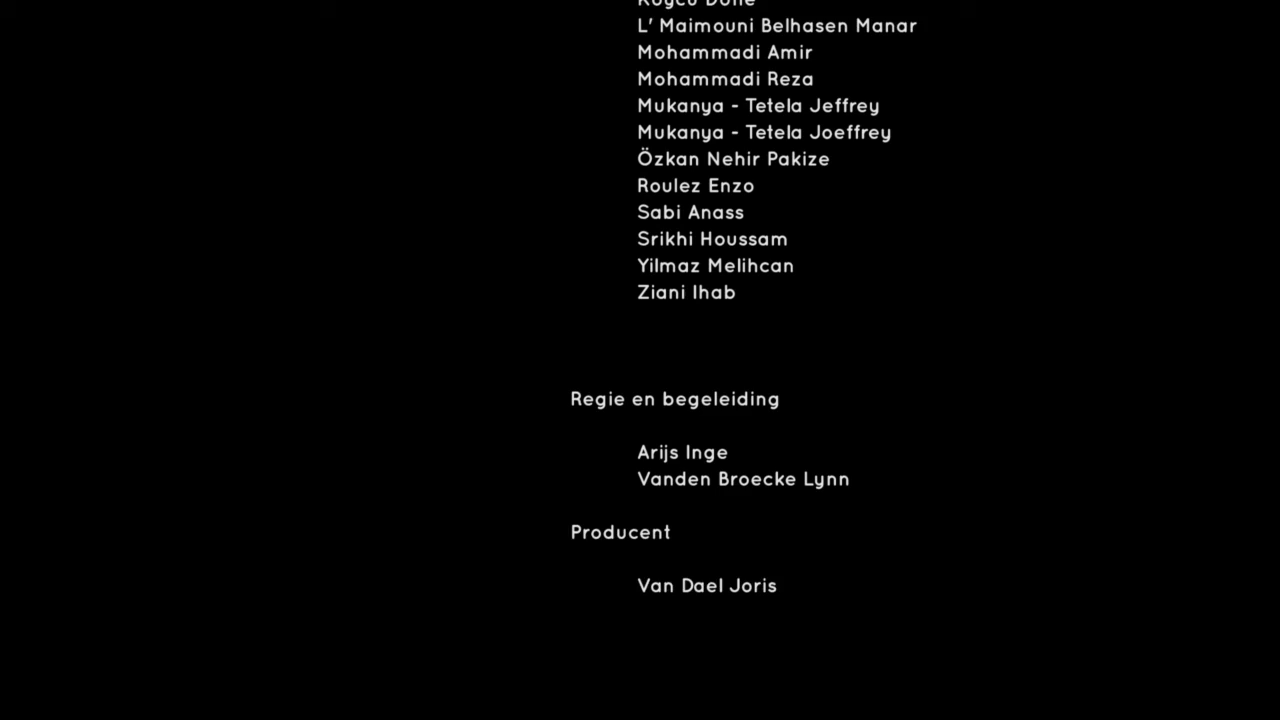 L' Maimouni Belhasen Manar
Mohammadi Amir
Mohammadi Reza
Mukanya - Tetela Jeffrey
Mukanya - Tetela Joeffrey
Özkan Nehir Pakize
Roulez Enzo
Sabi Anass
Srikhi Houssam
Yilmaz Melihcan
Ziani Ihab
Regie en begeleiding
Arijs Inge
Vanden Broecke Lynn
Producent
Van Dael Joris